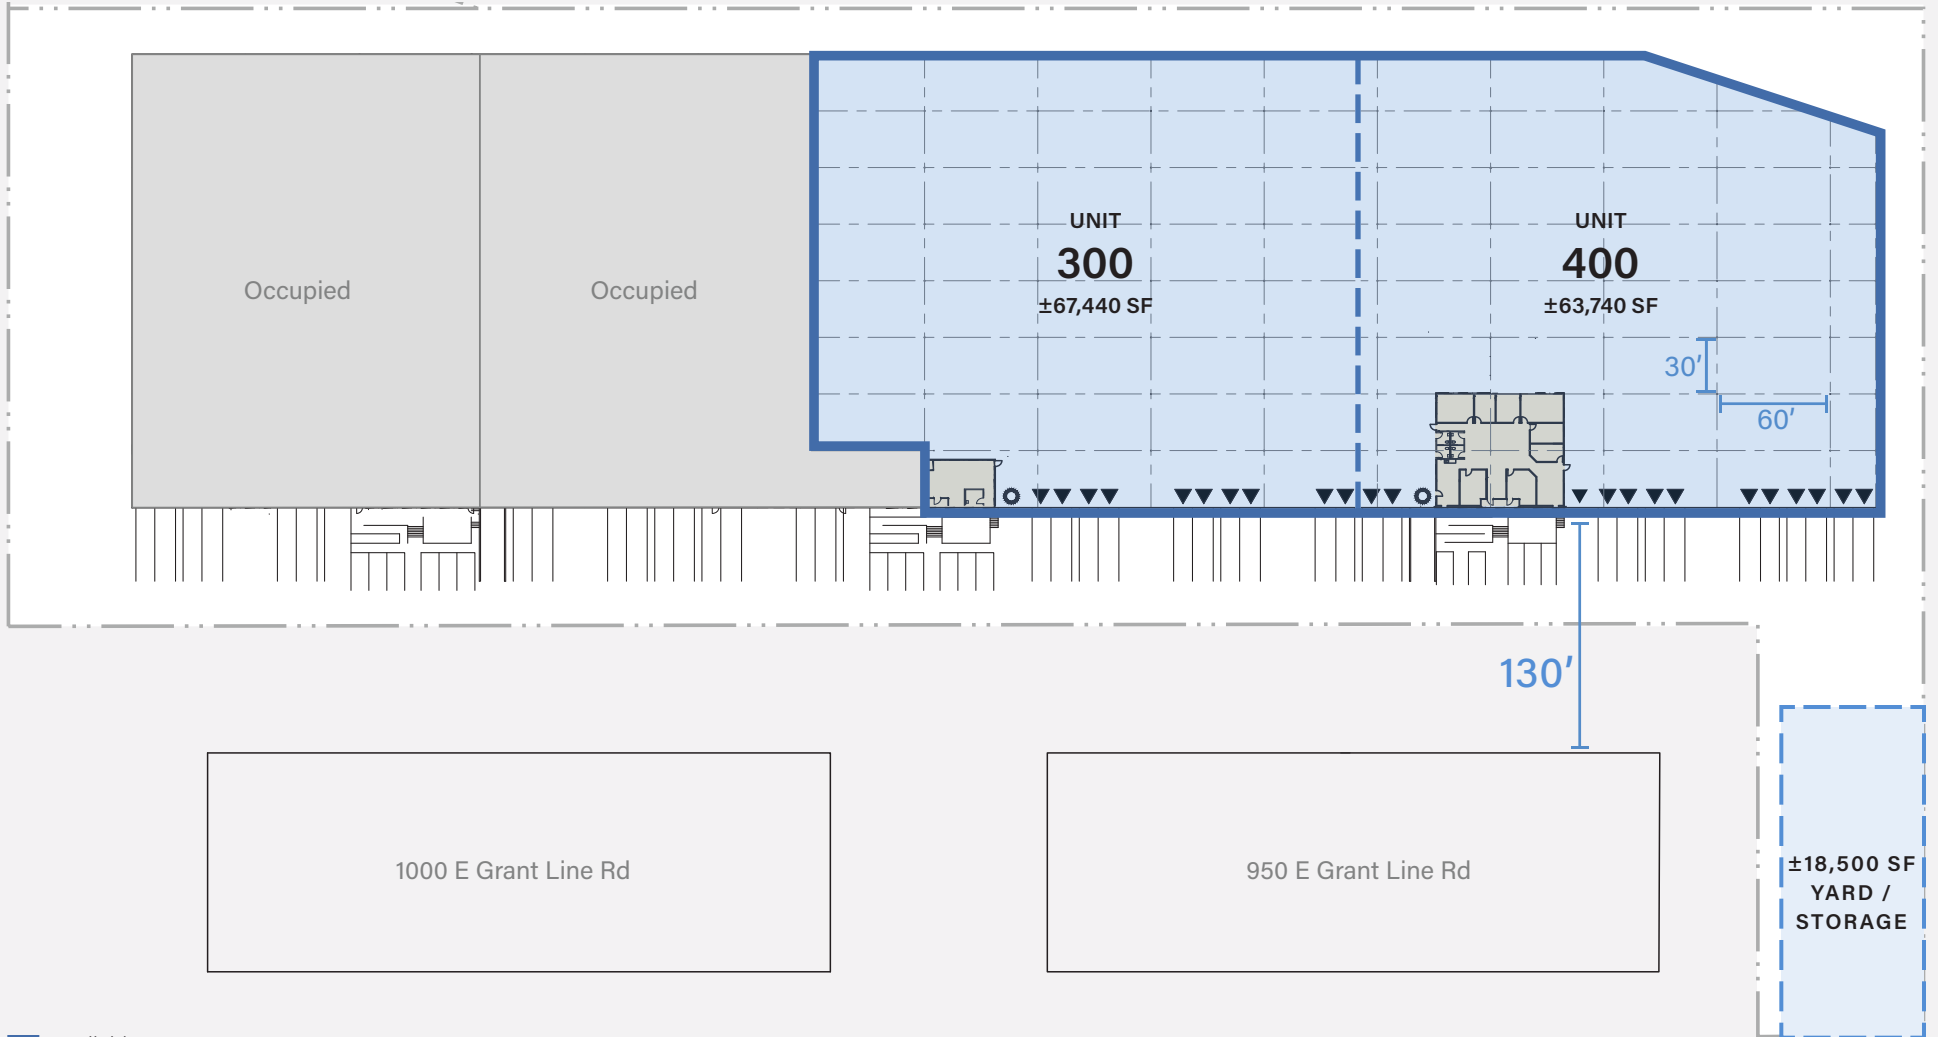 UNIT
300
±67,440 SF
UNIT
400
±63,740 SF
Occupied
Occupied
30’
60’
130’
1000 E Grant Line Rd
950 E Grant Line Rd
±18,500 SF
YARD /
STORAGE